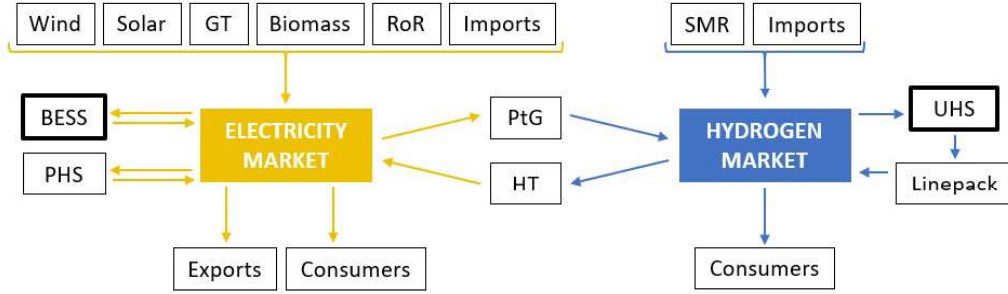 Wind Solar GT Biomass RoR Imports SMR Imports
BESS PtG UHS
ELECTRICITY
MARKET
HYDROGEN
MARKET
PHS HT Linepack
Exports Consumers Consumers